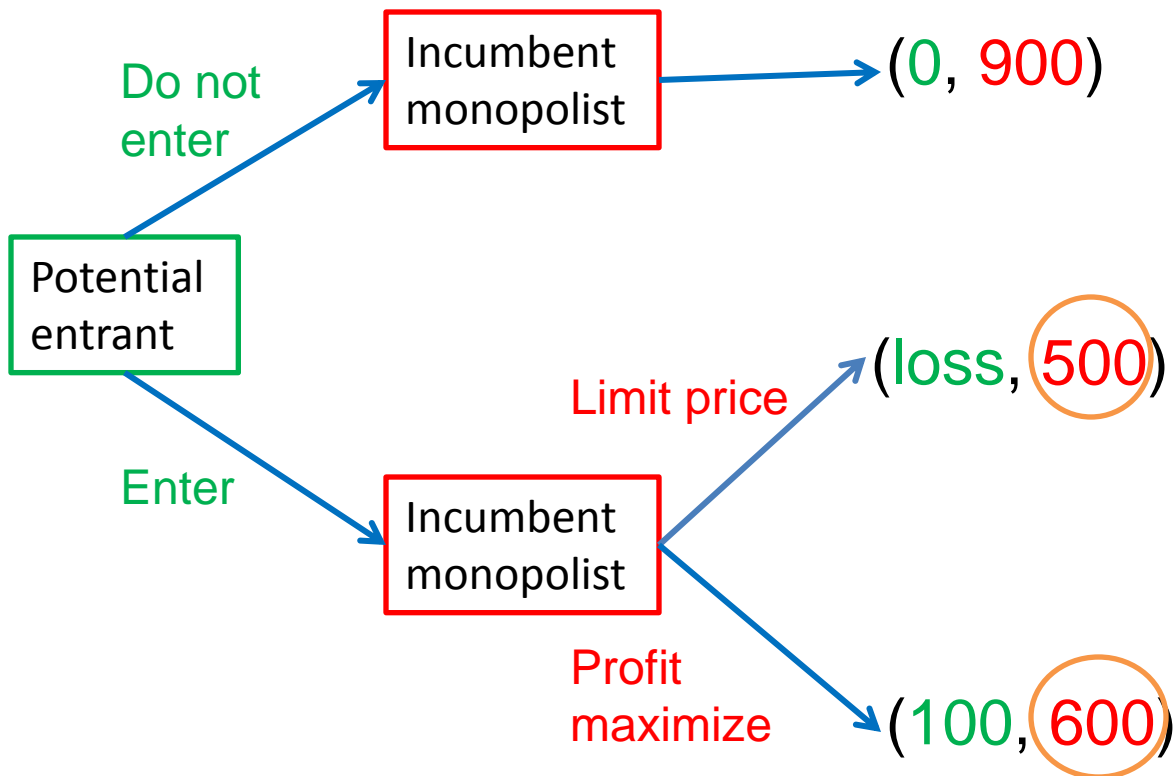 Do not
enter
Incumbent
monopolist
(0, 900)
Potential
entrant
Enter
Incumbent
monopolist
Limit price
(loss, 500)
Profit
maximize
(100, 600)